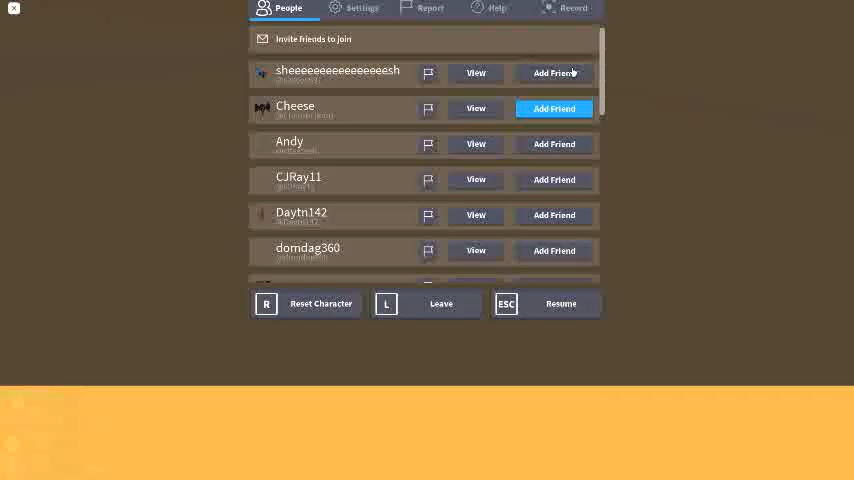 People Settings Report Help Record
Invite friends to join
sheeeeeeeeeeeeeeeesh View Add Friend
Cheese View Add Friend
Andy View Add Friend
CJRay11 View Add Friend
Daytn142 View Add Friend
domdag360 View Add Friend
R Reset Character L Leave ESC Resume